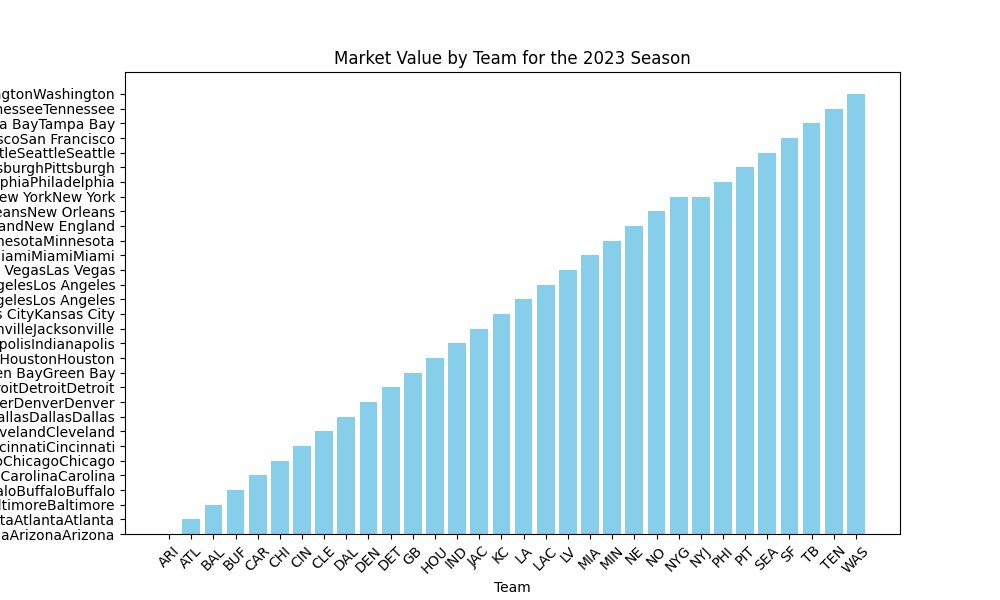 Market Value by Team for the 2023 Season
ngtonWashington
nesseeTennessee
a BayTampa Bay
scoSan Francisco
tleSeattleSeattle
sburghPittsburgh
phiaPhiladelphia
ew YorkNew York
eansNew Orleans
andNew England
nesotaMinnesota
iamiMiamiMiami
VegasLas Vegas
gelesLos Angeles
gelesLos Angeles
s CityKansas City
nvilleJacksonville
polisIndianapolis
HoustonHouston
en BayGreen Bay
oitDetroitDetroit
erDenverDenver
allasDallasDallas
velandCleveland
cinnatiCincinnati
oChicagoChicago
CarolinaCarolina
aloBuffaloBuffalo
ltimoreBaltimore
taAtlantaAtlanta
aArizonaArizona
ARI ATL BAL BUF CAR CHI CIN CLE DAL DEN DET GB HOU IND JAC KC LA LAC LV MIA MIN NE NO NYG NYJ PHI PIT SEA SF TB TEN WAS
Team